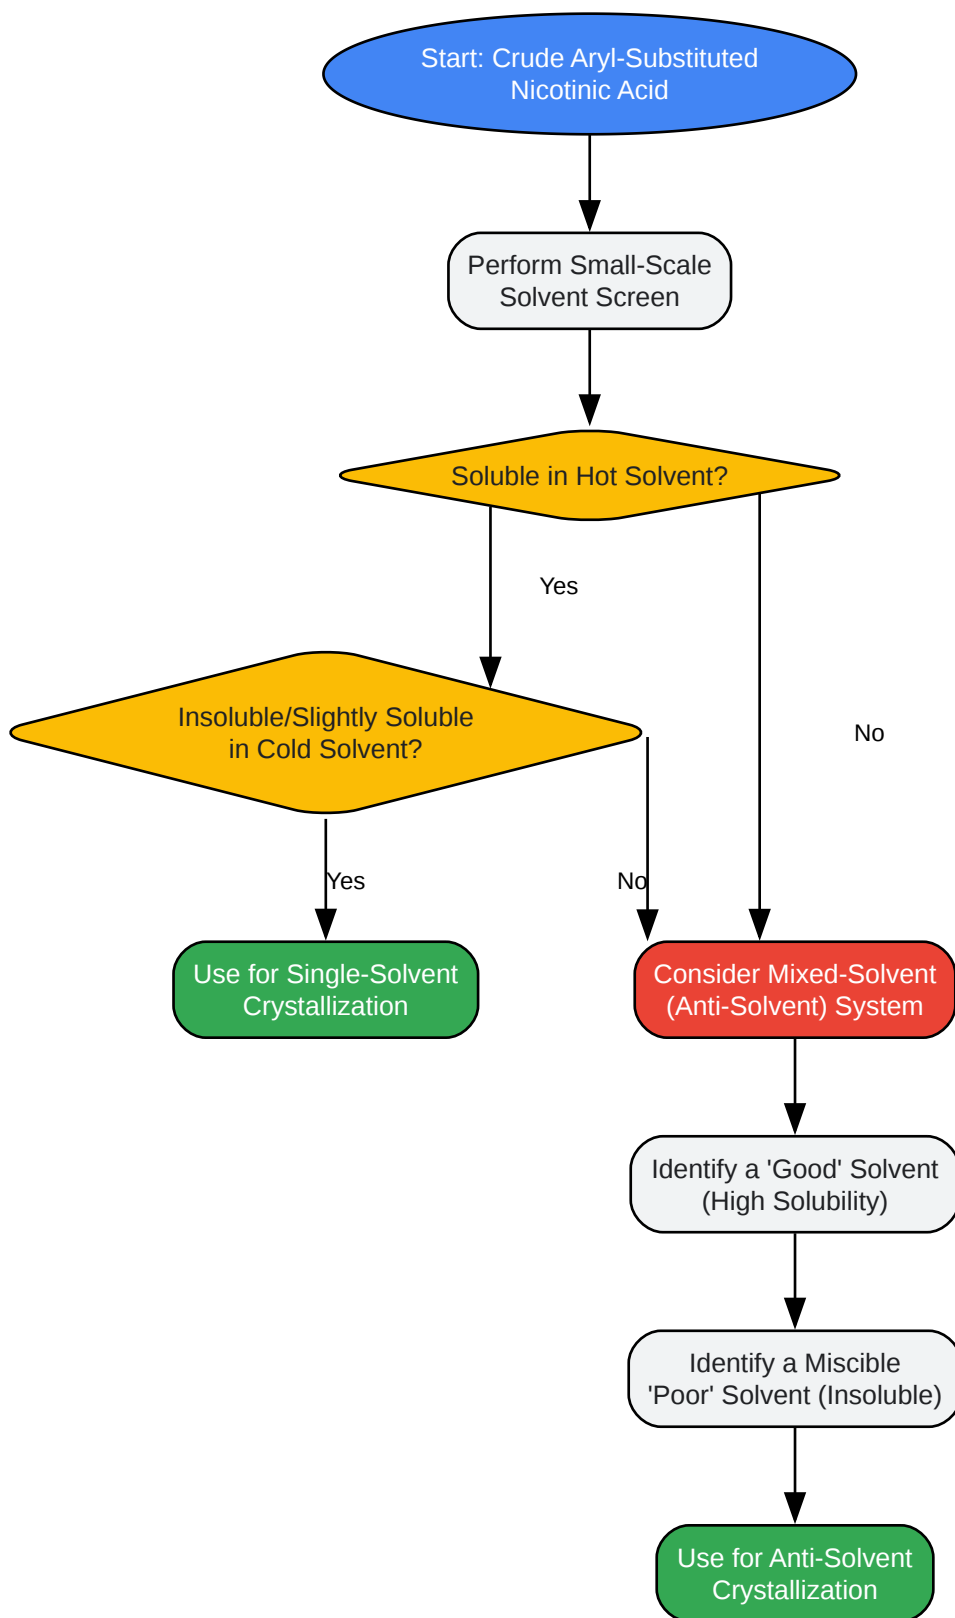 Start: Crude Aryl-Substituted
Nicotinic Acid
Perform Small-Scale
Solvent Screen
Soluble in Hot Solvent?
Yes
Insoluble/Slightly Soluble
in Cold Solvent?
No
Yes
No
Use for Single-Solvent
Crystallization
Consider Mixed-Solvent
(Anti-Solvent) System
Identify a 'Good' Solvent
(High Solubility)
Identify a Miscible
'Poor' Solvent (Insoluble)
Use for Anti-Solvent
Crystallization